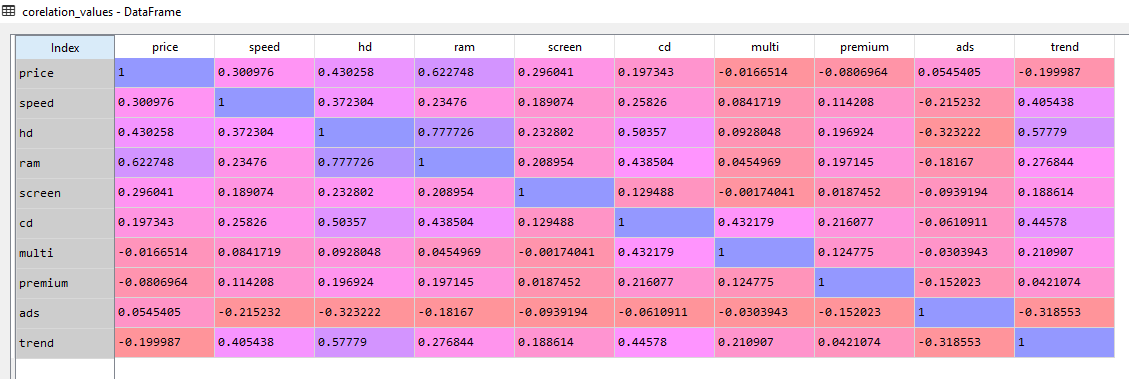 corelation_values - DataFrame
Index price speed hd ram screen cd multi premium ads trend
price 1 0.300976 0.430258 0.622748 0.296041 0.197343 -0.0166514 -0.0806964 0.0545405 -0.199987
speed 0.300976 1 0.372304 0.23476 0.189074 0.25826 0.0841719 0.114208 -0.215232 0.405438
hd 0.430258 0.372304 1 0.777726 0.232802 0.50357 0.0928048 0.196924 -0.323222 0.57779
ram 0.622748 0.23476 0.777726 1 0.208954 0.438504 0.0454969 0.197145 -0.18167 0.276844
screen 0.296041 0.189074 0.232802 0.208954 1 0.129488 -0.00174041 0.0187452 -0.0939194 0.188614
cd 0.197343 0.25826 0.50357 0.438504 0.129488 1 0.432179 0.216077 -0.0610911 0.44578
multi -0.0166514 0.0841719 0.0928048 0.0454969 -0.00174041 0.432179 1 0.124775 -0.0303943 0.210907
premium -0.0806964 0.114208 0.196924 0.197145 0.0187452 0.216077 0.124775 1 -0.152023 0.0421074
ads 0.0545405 -0.215232 -0.323222 -0.18167 -0.0939194 -0.0610911 -0.0303943 -0.152023 1 -0.318553
trend -0.199987 0.405438 0.57779 0.276844 0.188614 0.44578 0.210907 0.0421074 -0.318553 1